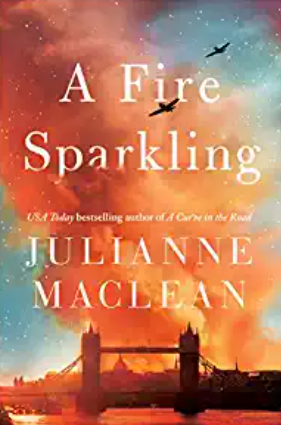 A Fire
Sparkling
USA Today bestselling author of A Curve in the Road
JULIANNE
MACLEAN